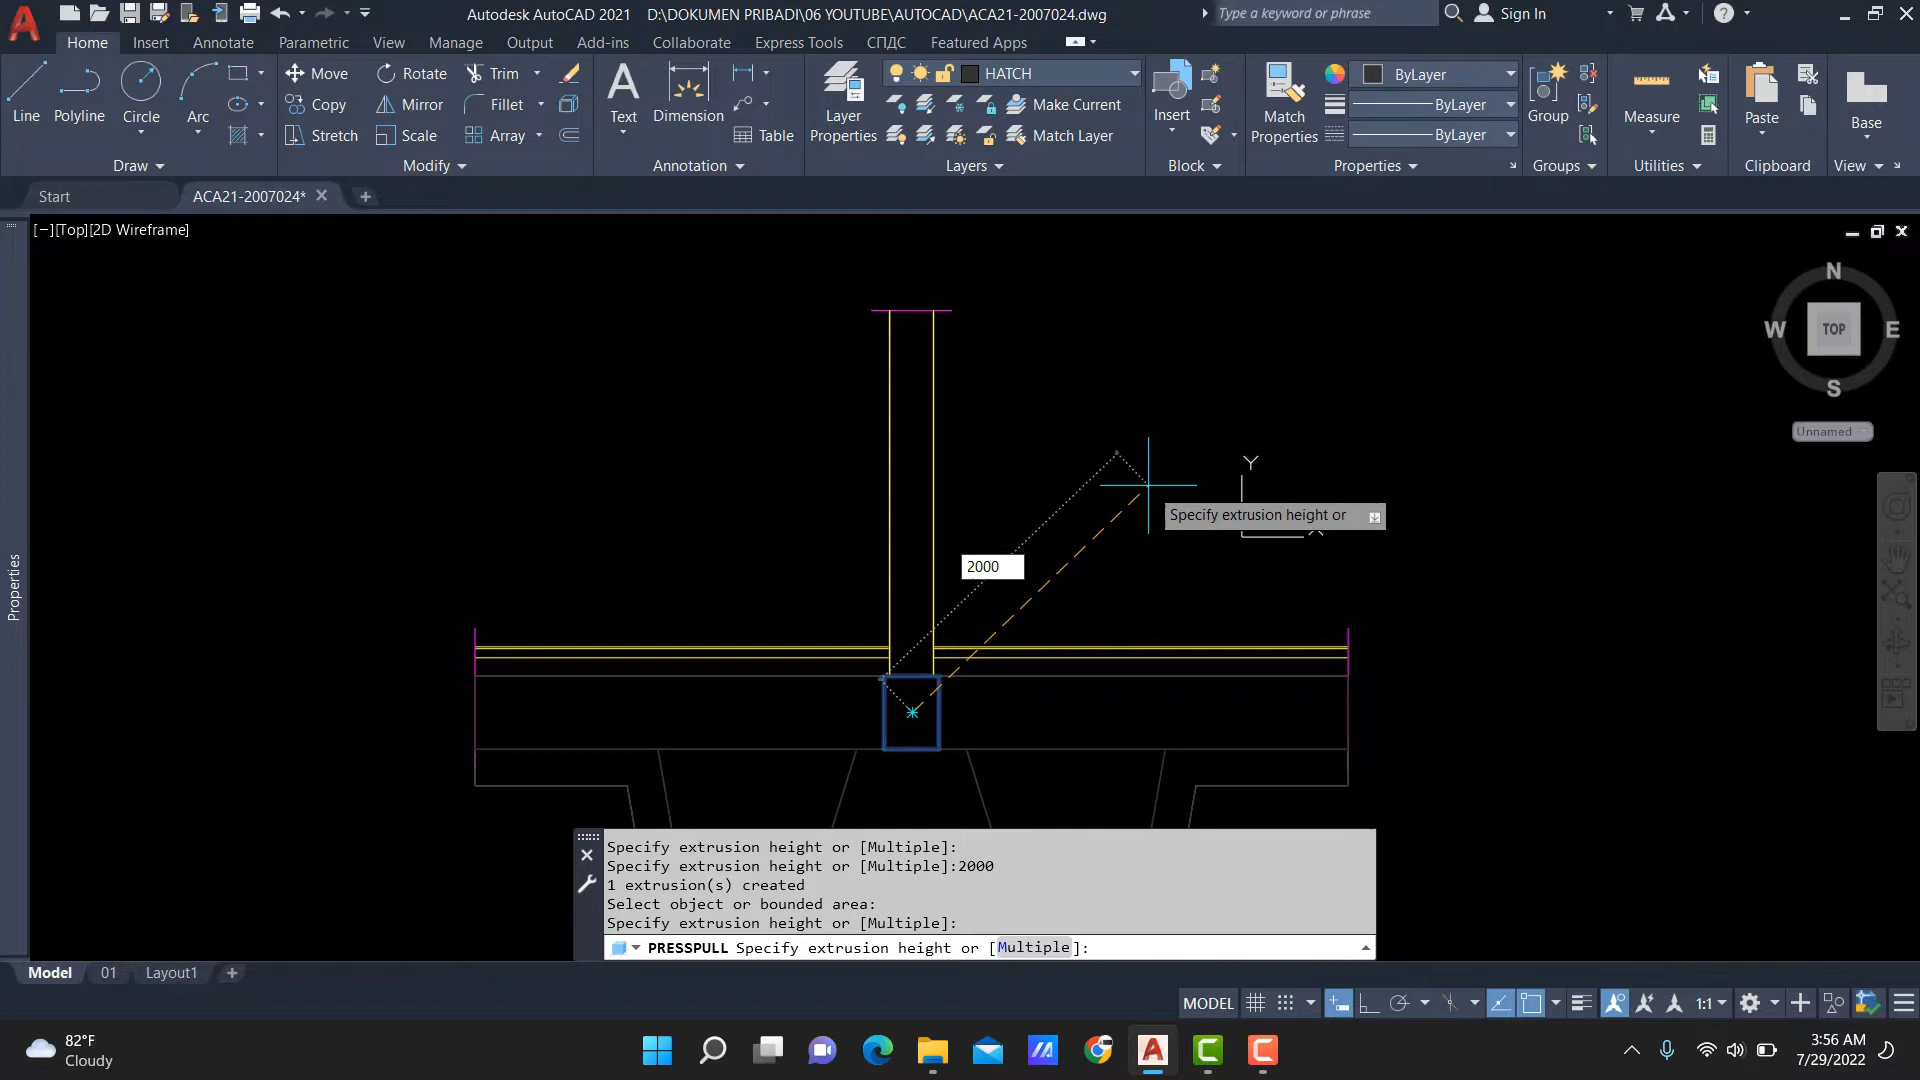 Autodesk AutoCAD 2021 D:\DOKUMEN PRIBADI\06 YOUTUBE\AUTOCAD\ACA21-2007024.dwg
Type a keyword or phrase
Sign In
Home Insert Annotate Parametric View Manage Output Add-ins Collaborate Express Tools СПДС Featured Apps
Line
Polyline
Circle
Arc
Draw
Move
Rotate
Trim
Copy
Mirror
Fillet
Stretch
Scale
Array
Modify
Text
Dimension
Table
Annotation
Layer
Properties
HATCH
Make Current
Match Layer
Layers
Insert
Block
Match
Properties
ByLayer
ByLayer
ByLayer
Properties
Group
Groups
Measure
Utilities
Paste
Clipboard
Base
View
Start
ACA21-2007024*
[−][Top][2D Wireframe]
N
W
TOP
E
S
Unnamed
Y
X
Specify extrusion height or
2000
Properties
Specify extrusion height or [Multiple]:
Specify extrusion height or [Multiple]:2000
1 extrusion(s) created
Select object or bounded area:
Specify extrusion height or [Multiple]:
PRESSPULL Specify extrusion height or [Multiple]:
Model 01 Layout1
MODEL
1:1
82°F
Cloudy
3:56 AM
7/29/2022